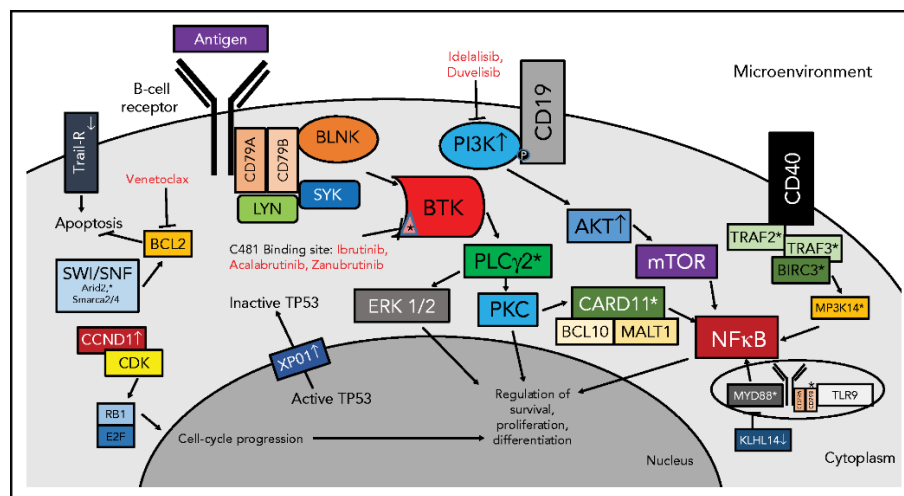 Antigen
B-cell
receptor
Idelalisib,
Duvelisib
Microenvironment
Trail-R↓
CD79A
CD79B
BLNK
LYN
SYK
PI3K↑
P
CD19
CD40
Venetoclax
Apoptosis
BCL2
BTK
*
AKT↑
mTOR
TRAF2*
TRAF3*
BIRC3*
MP3K14*
C481 Binding site: Ibrutinib,
Acalabrutinib, Zanubrutinib
SWI/SNF
Arid2,*
Smarca2/4
PLCγ2*
Inactive TP53
ERK 1/2
PKC
CARD11*
BCL10
MALT1
NFκB
CCND1↑
CDK
XP01↑
Active TP53
MYD88*
CD79A
CD79B
*
TLR9
RB1
E2F
Regulation of
survival,
proliferation,
differentiation
Cell-cycle progression
KLHL14↓
Nucleus
Cytoplasm